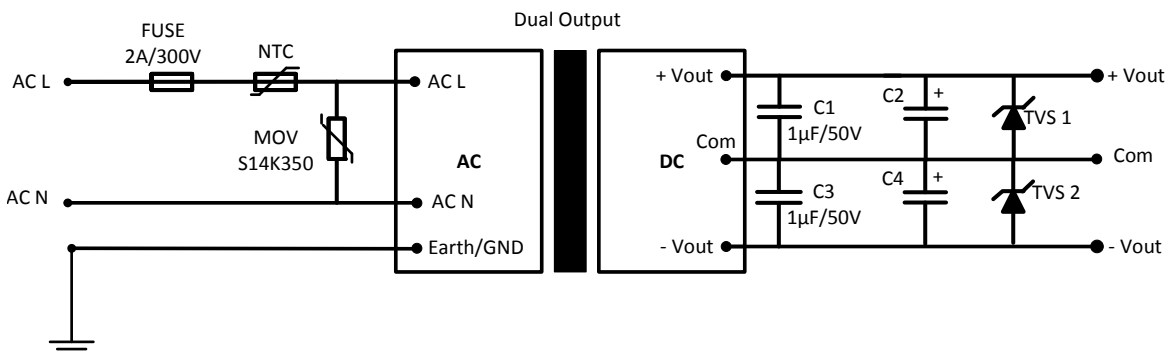 Dual Output
FUSE
2A/300V
NTC
AC L
AC L
MOV
S14K350
AC
AC N
AC N
Earth/GND
+ Vout
C1
1µF/50V
C2
+
TVS 1
+ Vout
Com
DC
Com
C3
1µF/50V
C4
+
TVS 2
- Vout
- Vout